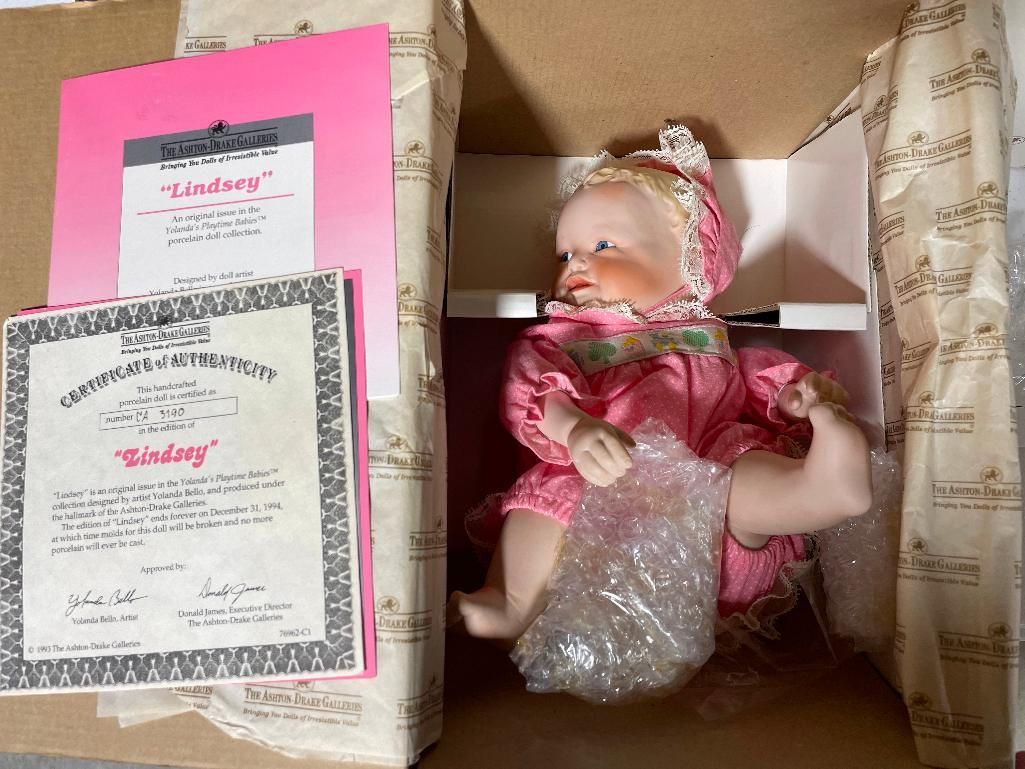 THE ASHTON-DRAKE GALLERIES
Bringing You Dolls of Irresistible Value
"Lindsey"
An original issue in the
Yolanda's Playtime Babies™
porcelain doll collection.
Designed by doll artist
THE ASHTON-DRAKE GALLERIES
Bringing You Dolls of Irresistible Value
CERTIFICATE of AUTHENTICITY
This handcrafted
porcelain doll is certified as
number CA 3190
in the edition of
"Lindsey"
"Lindsey" is an original issue in the Yolanda's Playtime Babies™
collection designed by artist Yolanda Bello, and produced under
the hallmark of the Ashton-Drake Galleries.
The edition of "Lindsey" ends forever on December 31, 1994,
at which time molds for this doll will be broken and no more
porcelain will ever be cast.
Approved by:
Yolanda Bello
Donald James
Yolanda Bello, Artist
Donald James, Executive Director
The Ashton-Drake Galleries
© 1993 The Ashton-Drake Galleries
76962-C1
THE ASHTON-DRAKE GALLERIES
Bringing You Dolls of Irresistible Value